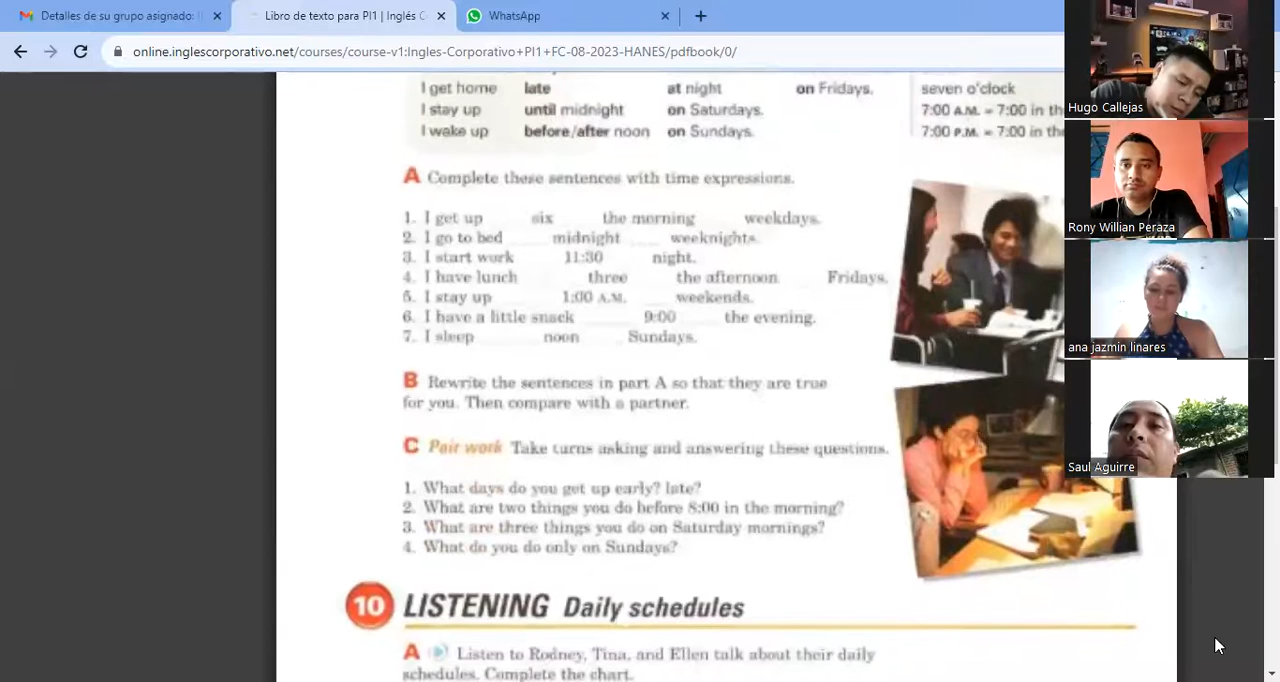 Detalles de su grupo asignado: I
Libro de texto para PI1 | Inglés C
WhatsApp
online.inglescorporativo.net/courses/course-v1:Ingles-Corporativo+PI1+FC-08-2023-HANES/pdfbook/0/
I get home late at night on Fridays. seven o'clock
I stay up until midnight on Saturdays. 7:00 A.M. = 7:00 in th
I wake up before/after noon on Sundays. 7:00 P.M. = 7:00 in the
A Complete these sentences with time expressions.
1. I get up six the morning weekdays.
2. I go to bed midnight weeknights.
3. I start work 11:30 night.
4. I have lunch three the afternoon Fridays.
5. I stay up 1:00 A.M. weekends.
6. I have a little snack 9:00 the evening.
7. I sleep noon Sundays.
B Rewrite the sentences in part A so that they are true
for you. Then compare with a partner.
C Pair work Take turns asking and answering these questions.
1. What days do you get up early? late?
2. What are two things you do before 8:00 in the morning?
3. What are three things you do on Saturday mornings?
4. What do you do only on Sundays?
10 LISTENING Daily schedules
A Listen to Rodney, Tina, and Ellen talk about their daily
schedules. Complete the chart.
Hugo Callejas
Rony Willian Peraza
ana jazmin linares
Saul Aguirre